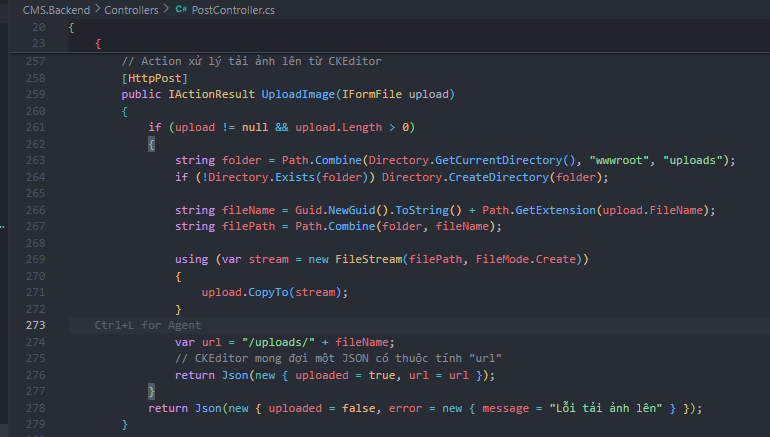 CMS.Backend > Controllers > C# PostController.cs
20 {
23 {
257 // Action xử lý tải ảnh lên từ CKEditor
258 [HttpPost]
259 public IActionResult UploadImage(IFormFile upload)
260 {
261 if (upload != null && upload.Length > 0)
262 {
263 string folder = Path.Combine(Directory.GetCurrentDirectory(), "wwwroot", "uploads");
264 if (!Directory.Exists(folder)) Directory.CreateDirectory(folder);
265
266 string fileName = Guid.NewGuid().ToString() + Path.GetExtension(upload.FileName);
267 string filePath = Path.Combine(folder, fileName);
268
269 using (var stream = new FileStream(filePath, FileMode.Create))
270 {
271 upload.CopyTo(stream);
272 }
273 Ctrl+L for Agent
274 var url = "/uploads/" + fileName;
275 // CKEditor mong đợi một JSON có thuộc tính "url"
276 return Json(new { uploaded = true, url = url });
277 }
278 return Json(new { uploaded = false, error = new { message = "Lỗi tải ảnh lên" } });
279 }